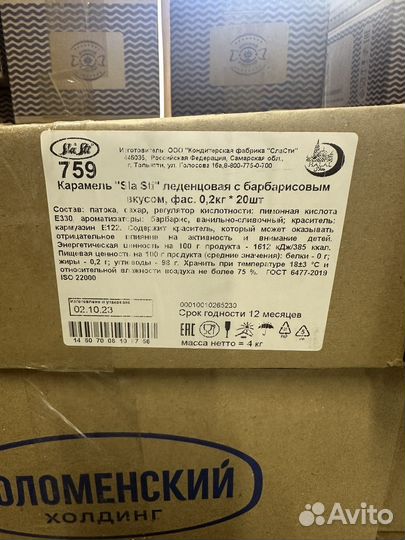 Sla Sti
759
Изготовитель: ООО "Кондитерская фабрика "СлаСти"
445035, Российская Федерация, Самарская обл.,
г. Тольятти, ул. Голосова 16а, 8-800-775-0-700
HALAL
Карамель "Sla Sti" леденцовая с барбарисовым
вкусом, фас. 0,2кг * 20шт
Состав: патока, сахар, регулятор кислотности: лимонная кислота
Е330, ароматизаторы: барбарис, ванильно-сливочный; краситель:
кармуазин Е122. Содержит краситель, который может оказывать
отрицательное влияние на активность и внимание детей.
Энергетическая ценность на 100 г продукта - 1612 кДж/385 ккал.
Пищевая ценность на 100 г продукта (средние значения): белки - 0 г;
жиры - 0,2 г; углеводы - 98 г. Хранить при температуре 18±3 °С и
относительной влажности воздуха не более 75 %. ГОСТ 6477-2019
ISO 22000
Изготовлено и упаковано
02.10.23
00010010265230
Срок годности 12 месяцев
масса нетто = 4 кг
ОЛОМЕНСКИЙ
ХОЛДИНГ
Avito